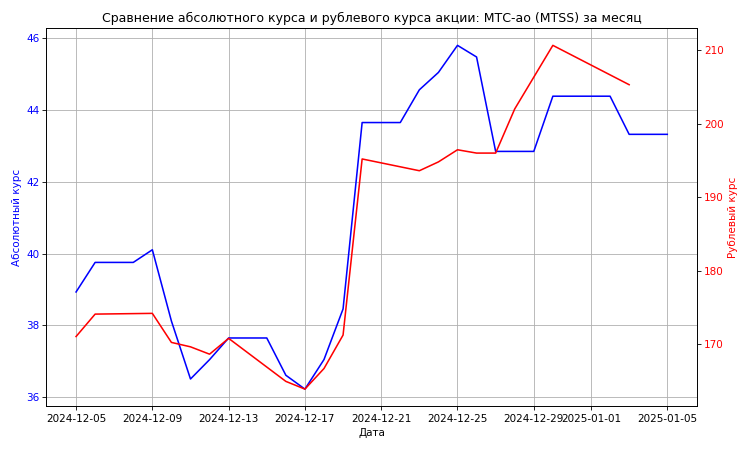 Сравнение абсолютного курса и рублевого курса акции: МТС-ао (MTSS) за месяц
46
44
42
40
38
36
Абсолютный курс
210
200
190
180
170
Рублевый курс
2024-12-05 2024-12-09 2024-12-13 2024-12-17 2024-12-21 2024-12-25 2024-12-29 2025-01-01 2025-01-05
Дата